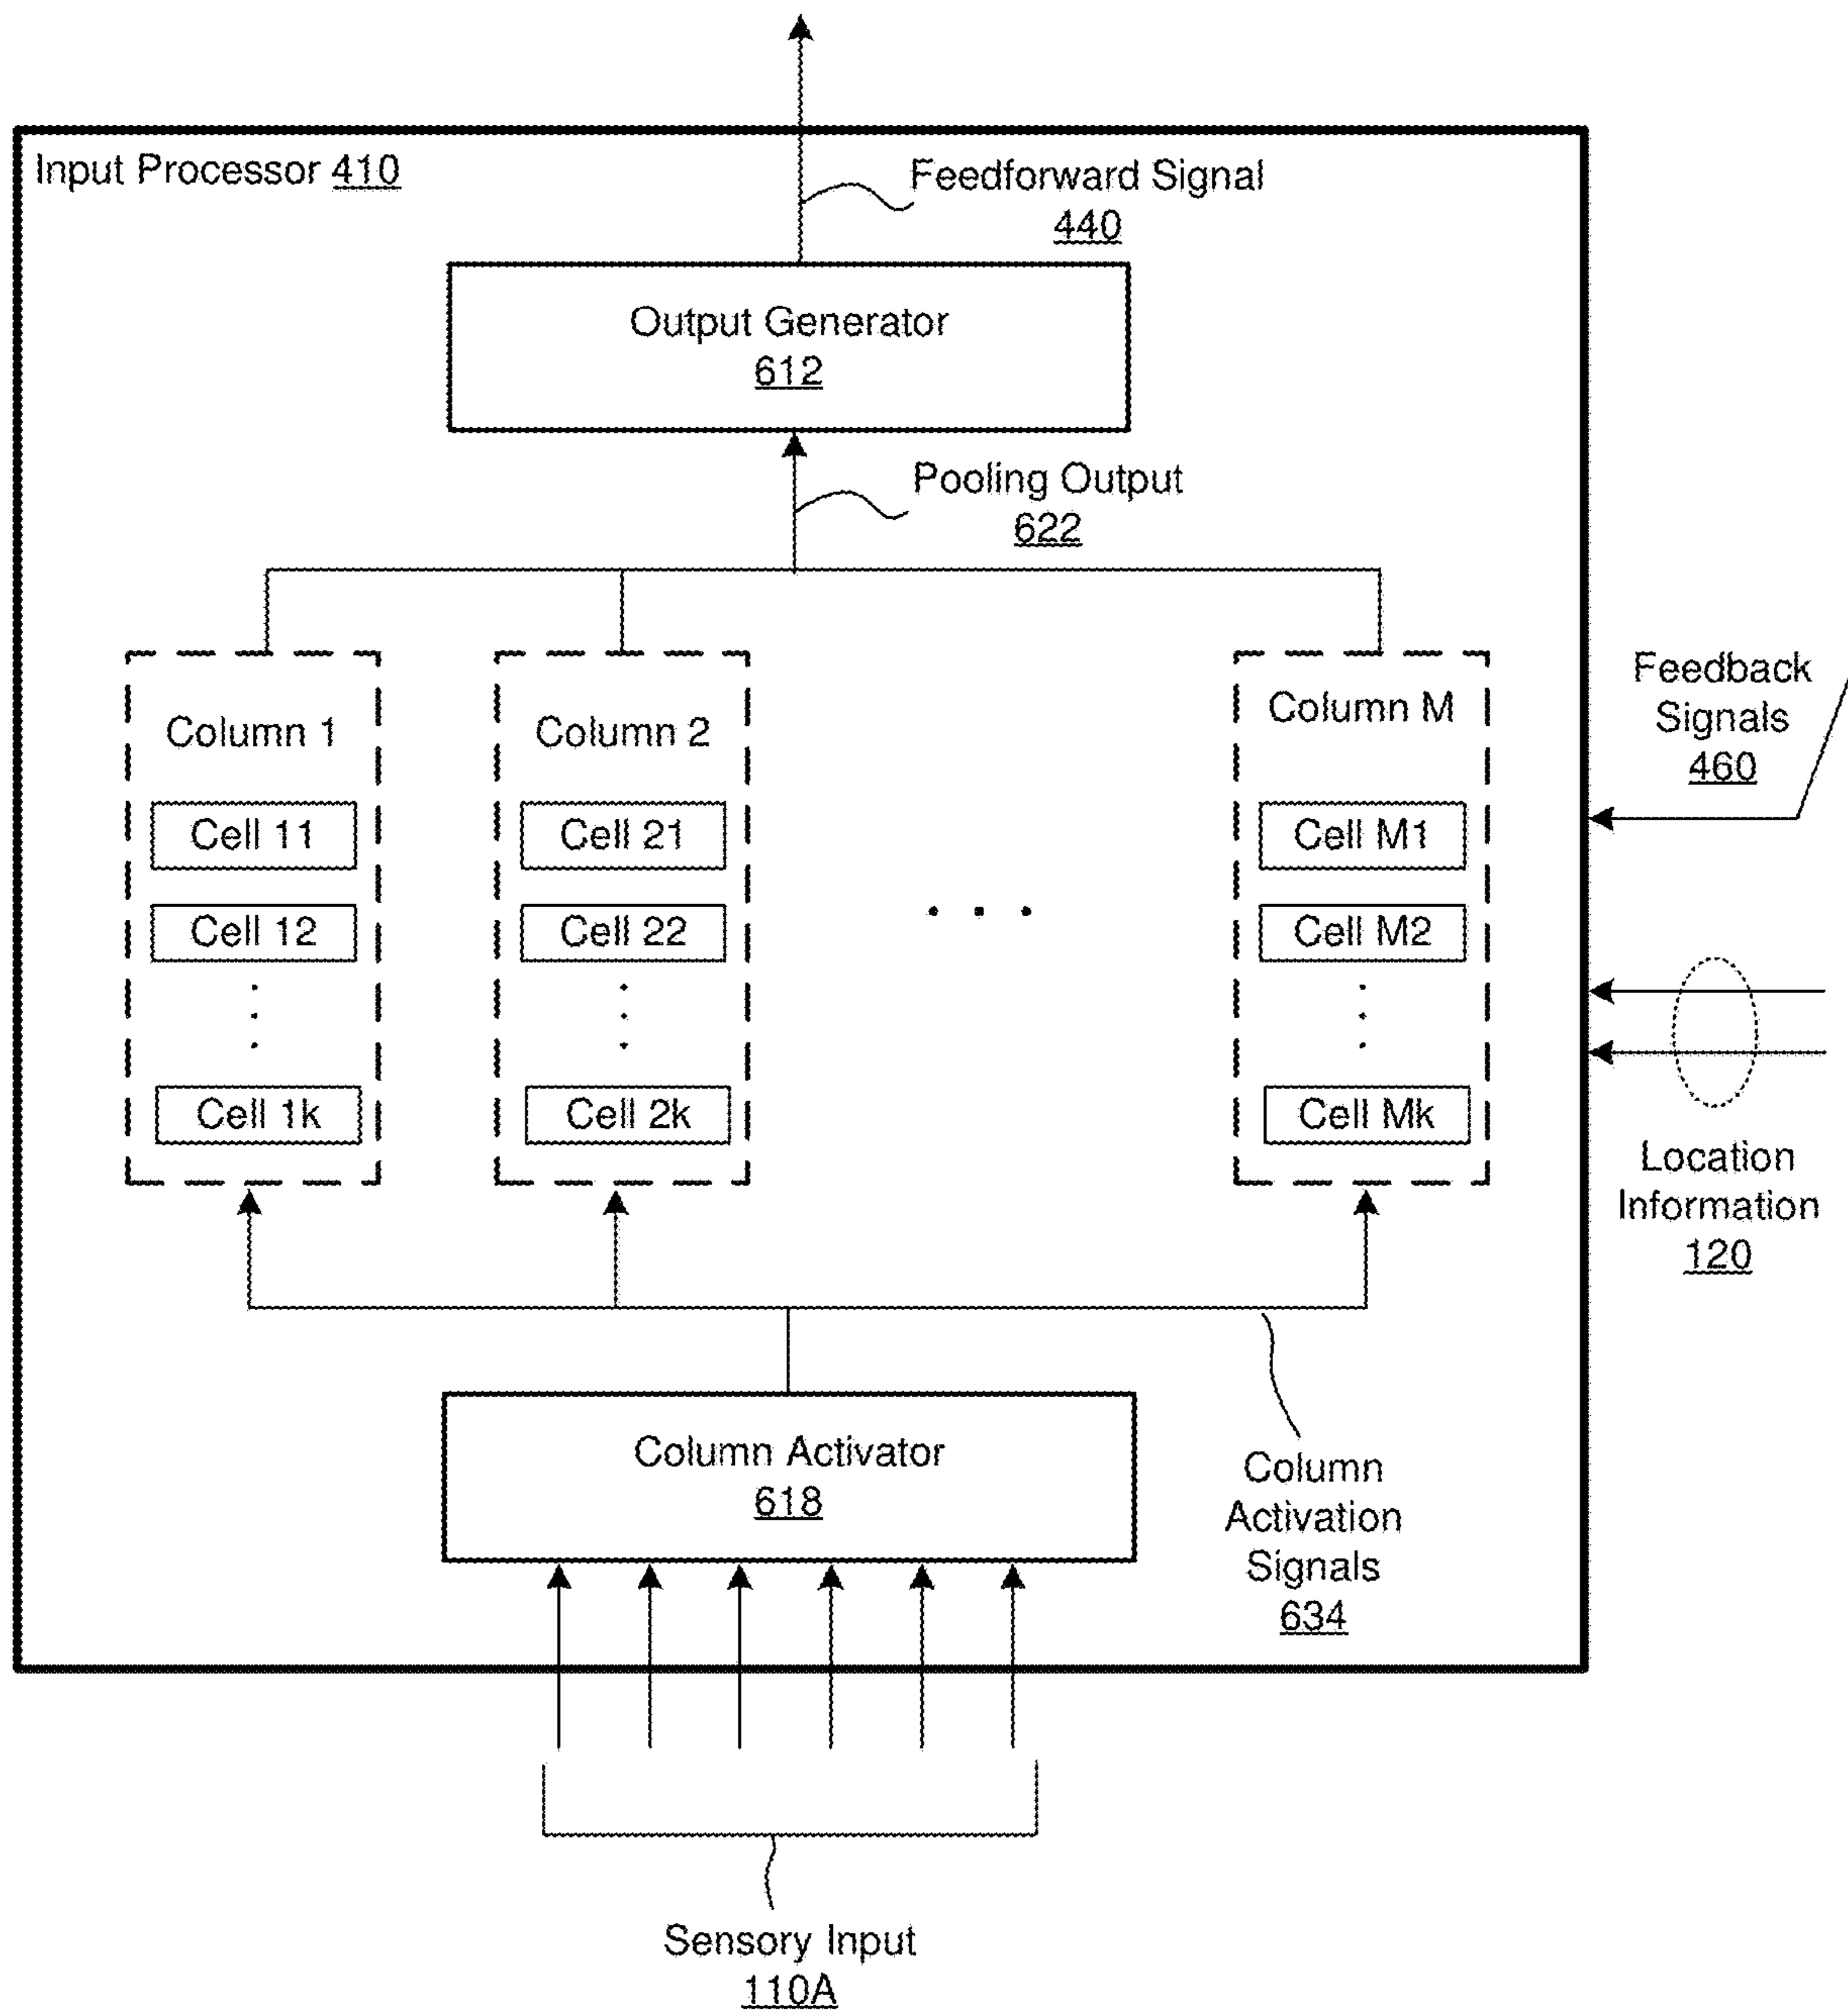 Input Processor 410
Feedforward Signal
440
Output Generator
612
Pooling Output
622
Column 1
Cell 11
Cell 12
Cell 1k
Column 2
Cell 21
Cell 22
Cell 2k
. . .
Column M
Cell M1
Cell M2
Cell Mk
Feedback
Signals
460
Location
Information
120
Column Activator
618
Column
Activation
Signals
634
Sensory Input
110A